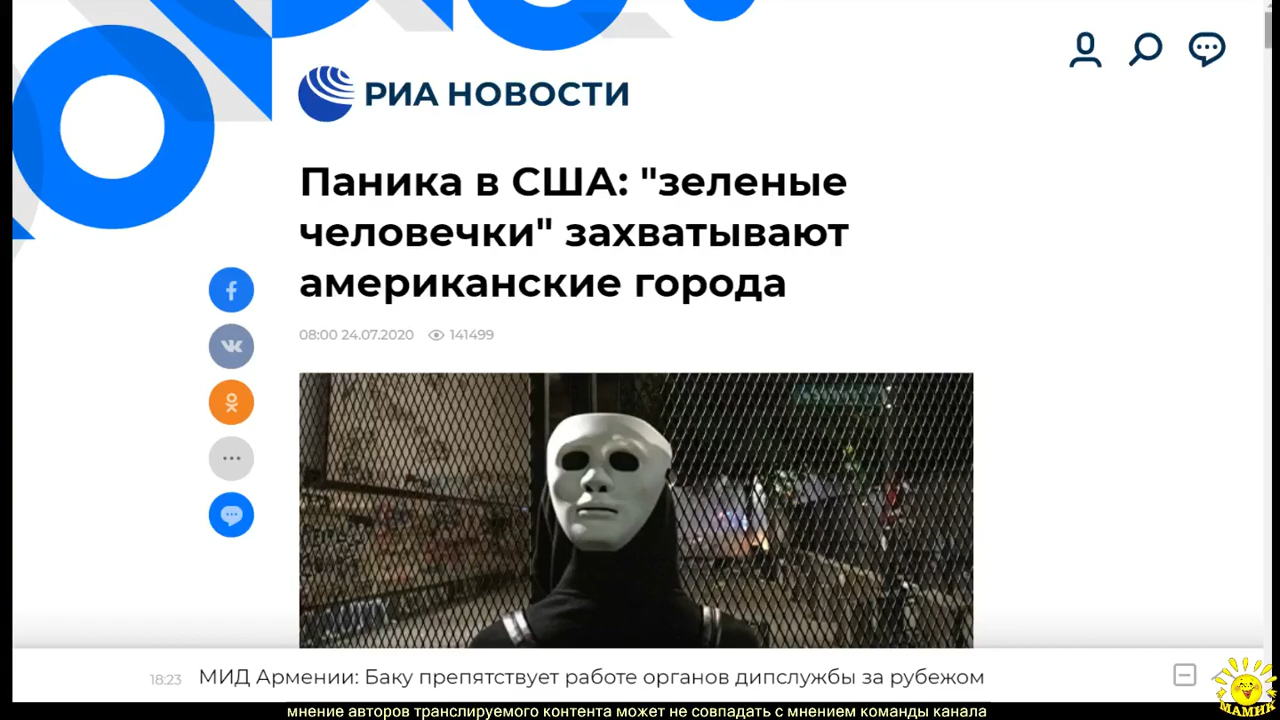 РИА НОВОСТИ
Паника в США: "зеленые
человечки" захватывают
американские города
08:00 24.07.2020 141499
18:23 МИД Армении: Баку препятствует работе органов дипслужбы за рубежом
МАМИК
мнение авторов транслируемого контента может не совпадать с мнением команды канала